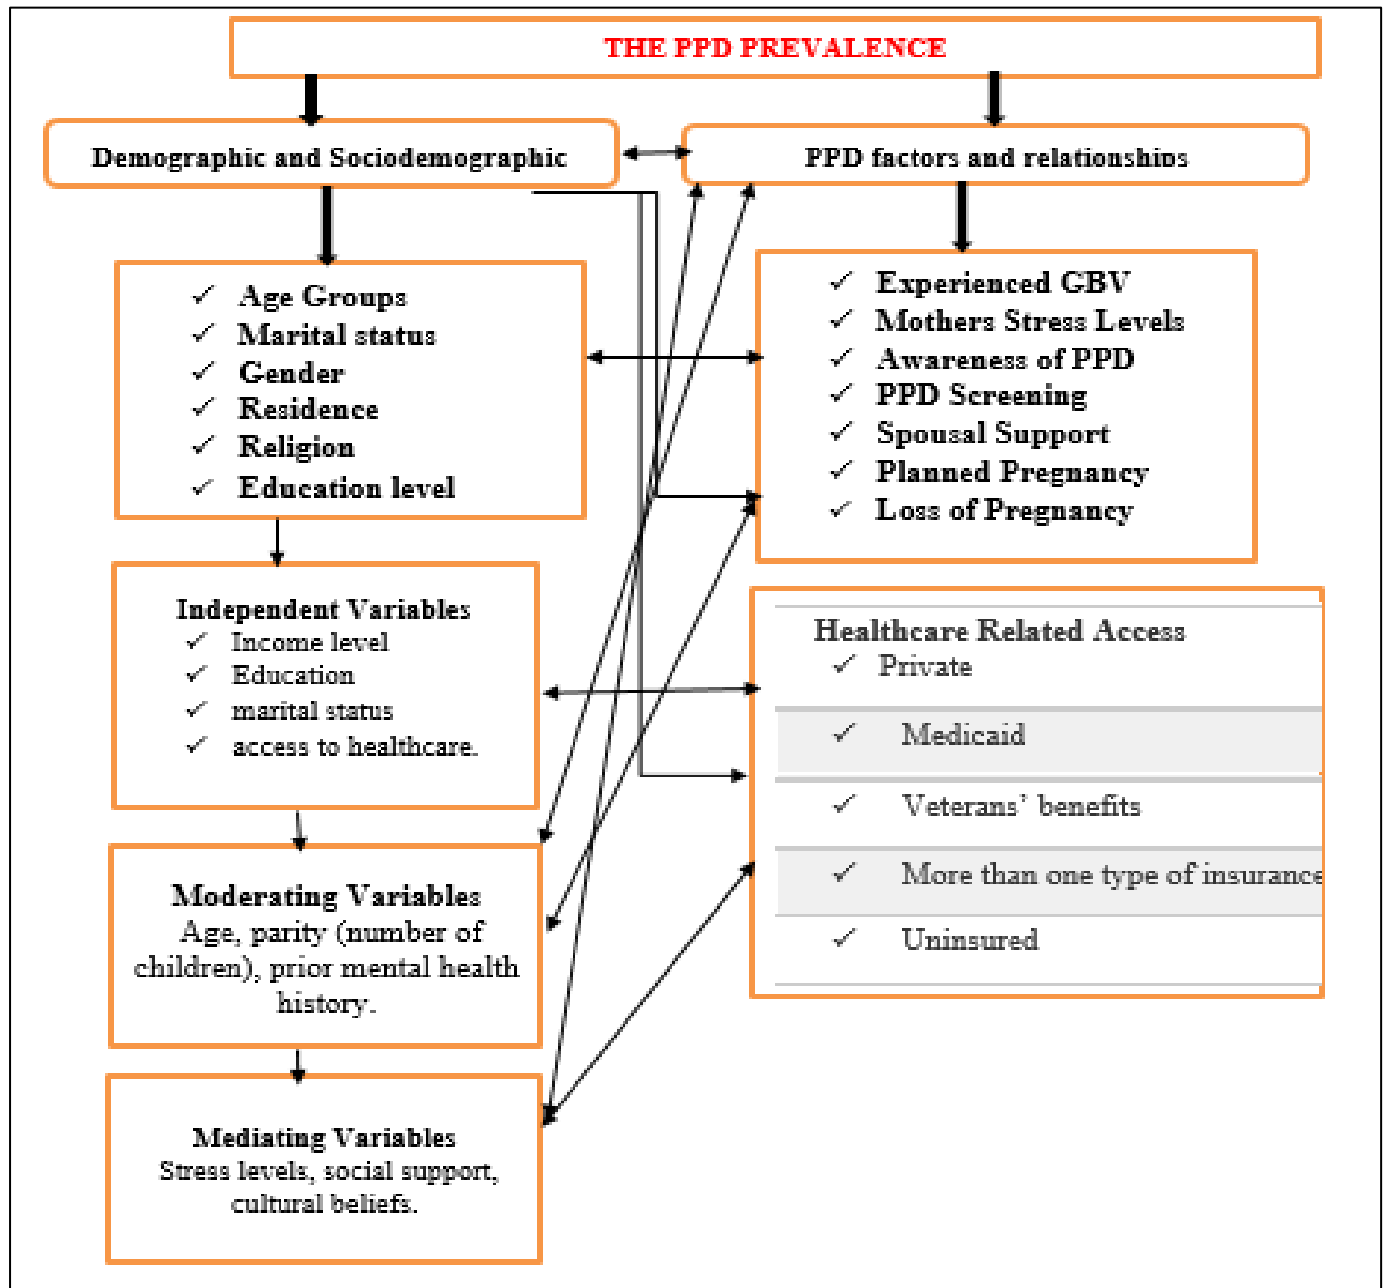 THE PPD PREVALENCE
Demographic and Sociodemographic
PPD factors and relationships
✓ Age Groups
✓ Marital status
✓ Gender
✓ Residence
✓ Religion
✓ Education level
✓ Experienced GBV
✓ Mothers Stress Levels
✓ Awareness of PPD
✓ PPD Screening
✓ Spousal Support
✓ Planned Pregnancy
✓ Loss of Pregnancy
Independent Variables
✓ Income level
✓ Education
✓ marital status
✓ access to healthcare.
Healthcare Related Access
✓ Private
✓ Medicaid
✓ Veterans’ benefits
✓ More than one type of insurance
✓ Uninsured
Moderating Variables
Age, parity (number of
children), prior mental health
history.
Mediating Variables
Stress levels, social support,
cultural beliefs.